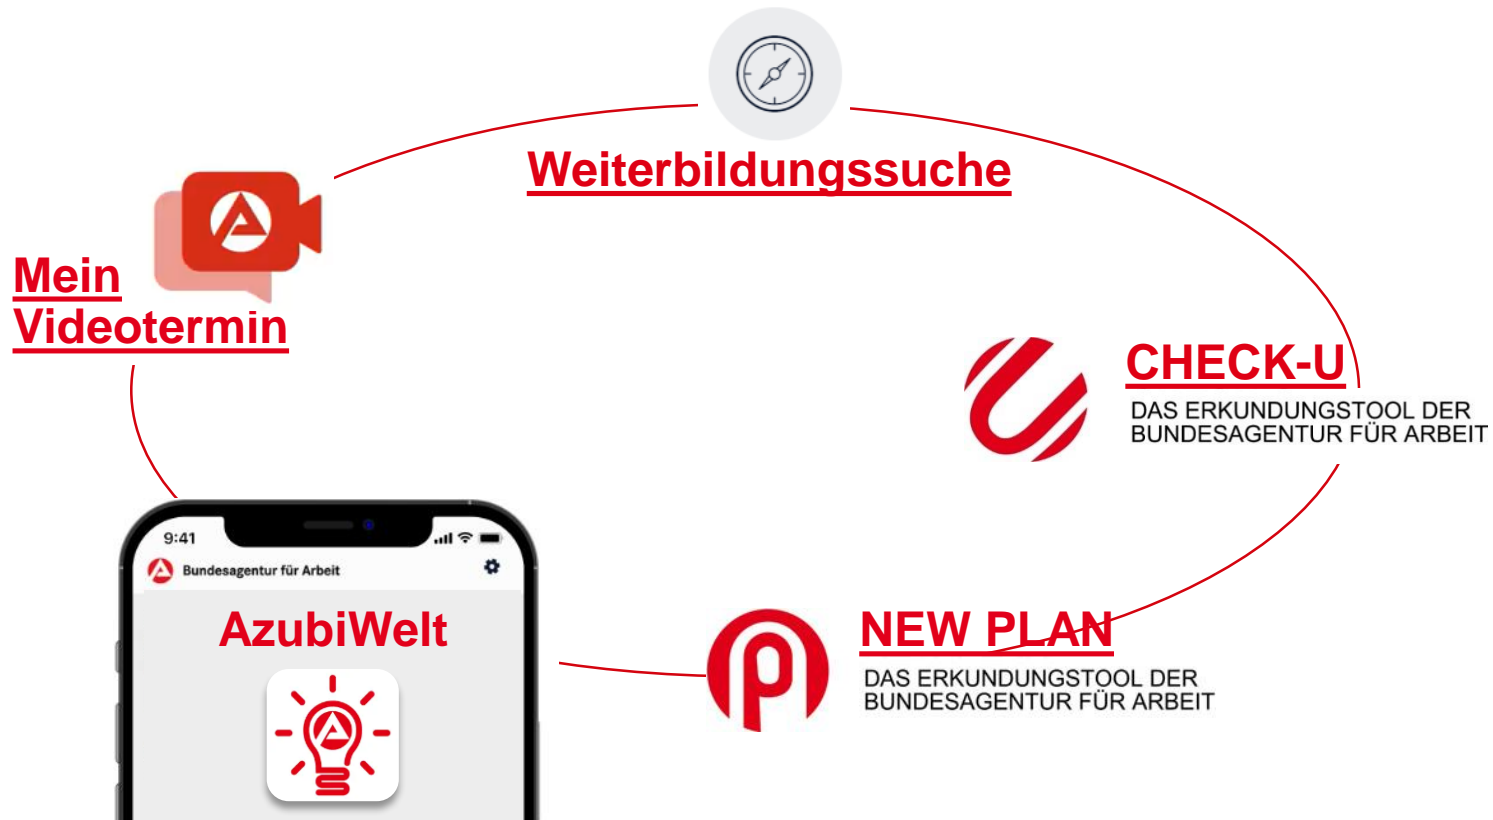 Weiterbildungssuche
Mein
Videotermin
CHECK-U
DAS ERKUNDUNGSTOOL DER
BUNDESAGENTUR FÜR ARBEIT
9:41
Bundesagentur für Arbeit
AzubiWelt
NEW PLAN
DAS ERKUNDUNGSTOOL DER
BUNDESAGENTUR FÜR ARBEIT